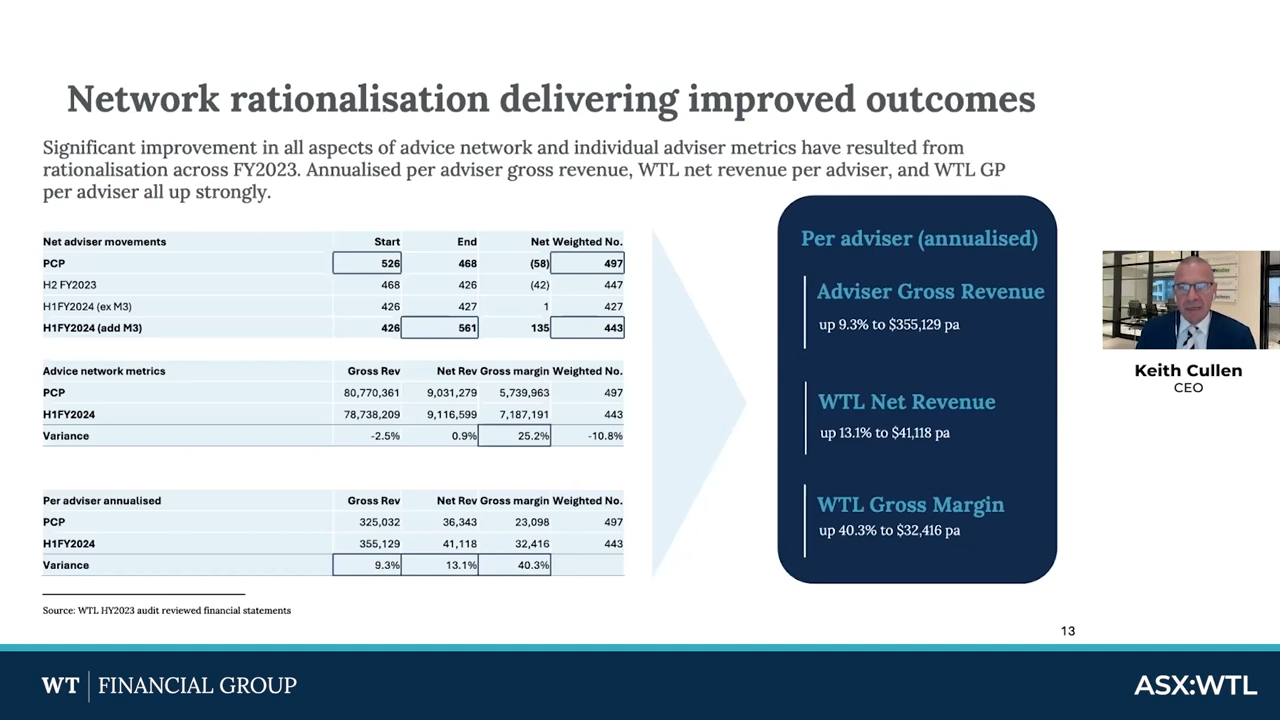 Network rationalisation delivering improved outcomes
Significant improvement in all aspects of advice network and individual adviser metrics have resulted from
rationalisation across FY2023. Annualised per adviser gross revenue, WTL net revenue per adviser, and WTL GP
per adviser all up strongly.
Net adviser movements Start End Net Weighted No.
PCP 526 468 (58) 497
H2 FY2023 468 426 (42) 447
H1FY2024 (ex M3) 426 427 1 427
H1FY2024 (add M3) 426 561 135 443
Advice network metrics Gross Rev Net Rev Gross margin Weighted No.
PCP 80,770,361 9,031,279 5,739,963 497
H1FY2024 78,738,209 9,116,599 7,187,191 443
Variance -2.5% 0.9% 25.2% -10.8%
Per adviser annualised Gross Rev Net Rev Gross margin Weighted No.
PCP 325,032 36,343 23,098 497
H1FY2024 355,129 41,118 32,416 443
Variance 9.3% 13.1% 40.3%
Source: WTL HY2023 audit reviewed financial statements
Per adviser (annualised)
Adviser Gross Revenue
up 9.3% to $355,129 pa
WTL Net Revenue
up 13.1% to $41,118 pa
WTL Gross Margin
up 40.3% to $32,416 pa
Keith Cullen
CEO
13
WT FINANCIAL GROUP
ASX:WTL